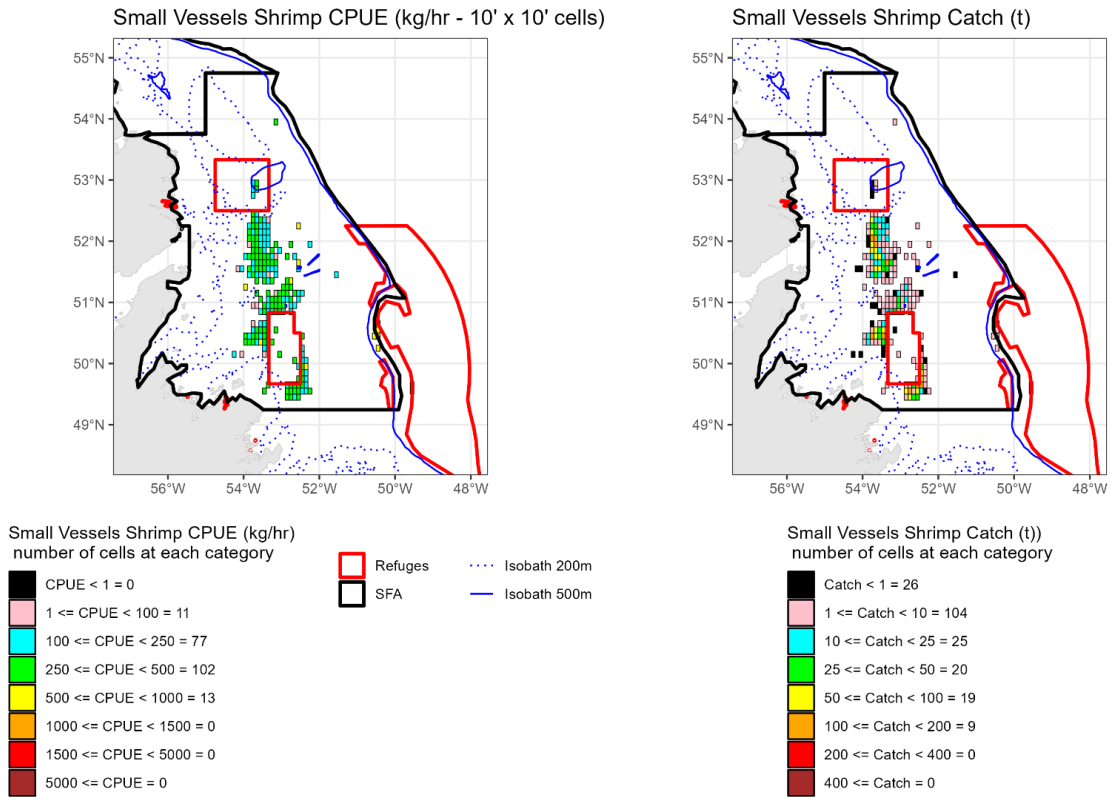 Small Vessels Shrimp CPUE (kg/hr - 10' x 10' cells)
55°N
54°N
53°N
52°N
51°N
50°N
49°N
56°W 54°W 52°W 50°W 48°W
Small Vessels Shrimp Catch (t)
55°N
54°N
53°N
52°N
51°N
50°N
49°N
56°W 54°W 52°W 50°W 48°W
Small Vessels Shrimp CPUE (kg/hr)
number of cells at each category
CPUE < 1 = 0
1 <= CPUE < 100 = 11
100 <= CPUE < 250 = 77
250 <= CPUE < 500 = 102
500 <= CPUE < 1000 = 13
1000 <= CPUE < 1500 = 0
1500 <= CPUE < 5000 = 0
5000 <= CPUE = 0
Refuges
SFA
Isobath 200m
Isobath 500m
Small Vessels Shrimp Catch (t))
number of cells at each category
Catch < 1 = 26
1 <= Catch < 10 = 104
10 <= Catch < 25 = 25
25 <= Catch < 50 = 20
50 <= Catch < 100 = 19
100 <= Catch < 200 = 9
200 <= Catch < 400 = 0
400 <= Catch = 0